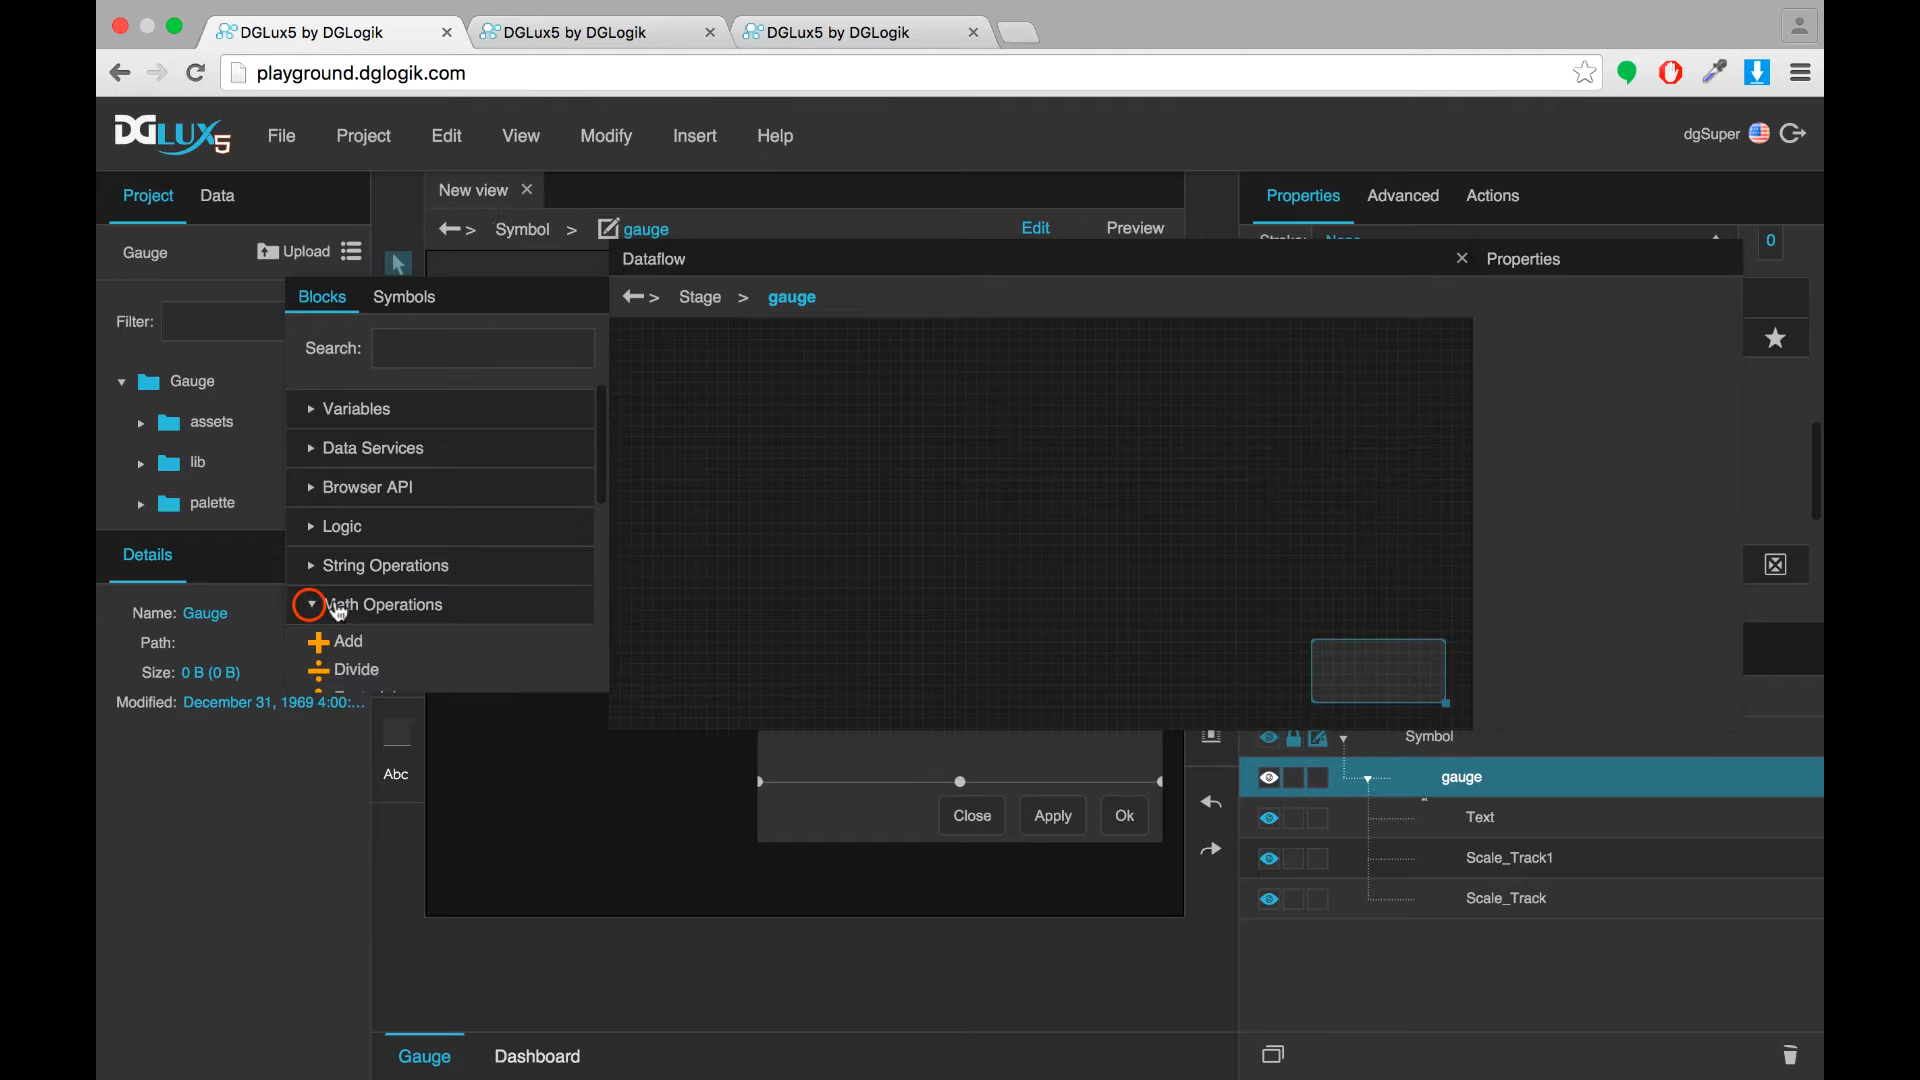 DGLux5 by DGLogik
DGLux5 by DGLogik
DGLux5 by DGLogik
playground.dglogik.com
DGLUX5
File
Project
Edit
View
Modify
Insert
Help
dgSuper
Project
Data
New view
Properties
Advanced
Actions
Gauge
Upload
Symbol > gauge
Edit
Preview
0
Dataflow
Properties
Blocks
Symbols
Stage > gauge
Filter:
Search:
Gauge
Variables
assets
Data Services
lib
Browser API
palette
Logic
Details
String Operations
Math Operations
Name: Gauge
Add
Path:
Divide
Size: 0 B (0 B)
Modified: December 31, 1969 4:00:...
Abc
Close
Apply
Ok
Symbol
gauge
Text
Scale_Track1
Scale_Track
Gauge
Dashboard